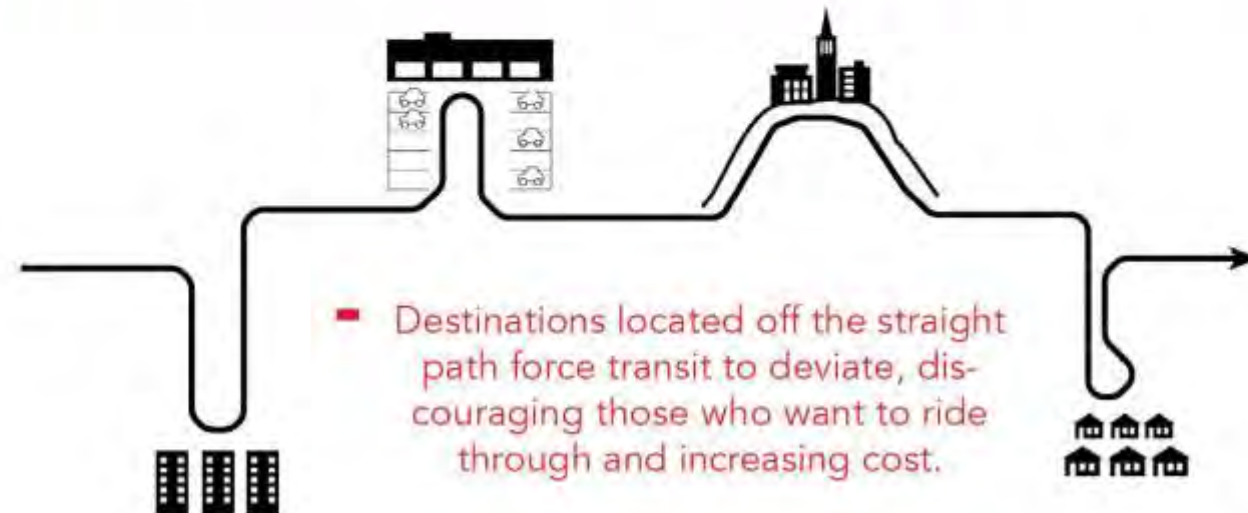 Destinations located off the straight
path force transit to deviate, dis-
couraging those who want to ride
through and increasing cost.